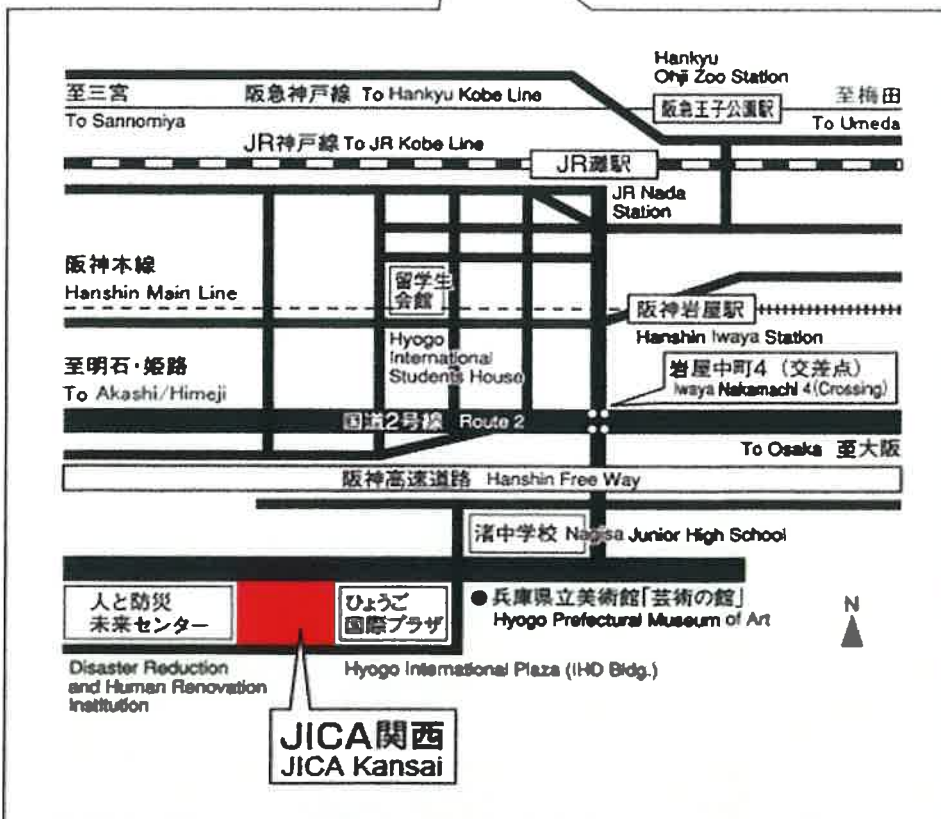 Hankyu
Ohji Zoo Station
至三宮
阪急神戸線 To Hankyu Kobe Line
阪急王子公園駅
至梅田
To Sannomiya
To Umeda
JR神戸線 To JR Kobe Line
JR灘駅
JR Nada
Station
阪神本線
Hanshin Main Line
留学生
会館
阪神岩屋駅
Hanshin Iwaya Station
Hyogo
International
Students House
至明石・姫路
To Akashi/Himeji
岩屋中町4（交差点）
Iwaya Nakamachi 4(Crossing)
国道2号線 Route 2
To Osaka 至大阪
阪神高速道路 Hanshin Free Way
渚中学校 Nagisa Junior High School
人と防災
未来センター
ひょうご
国際プラザ
●兵庫県立美術館「芸術の館」
Hyogo Prefectural Museum of Art
N
Disaster Reduction
and Human Renovation
Institution
Hyogo International Plaza (IHD Bldg.)
JICA関西
JICA Kansai